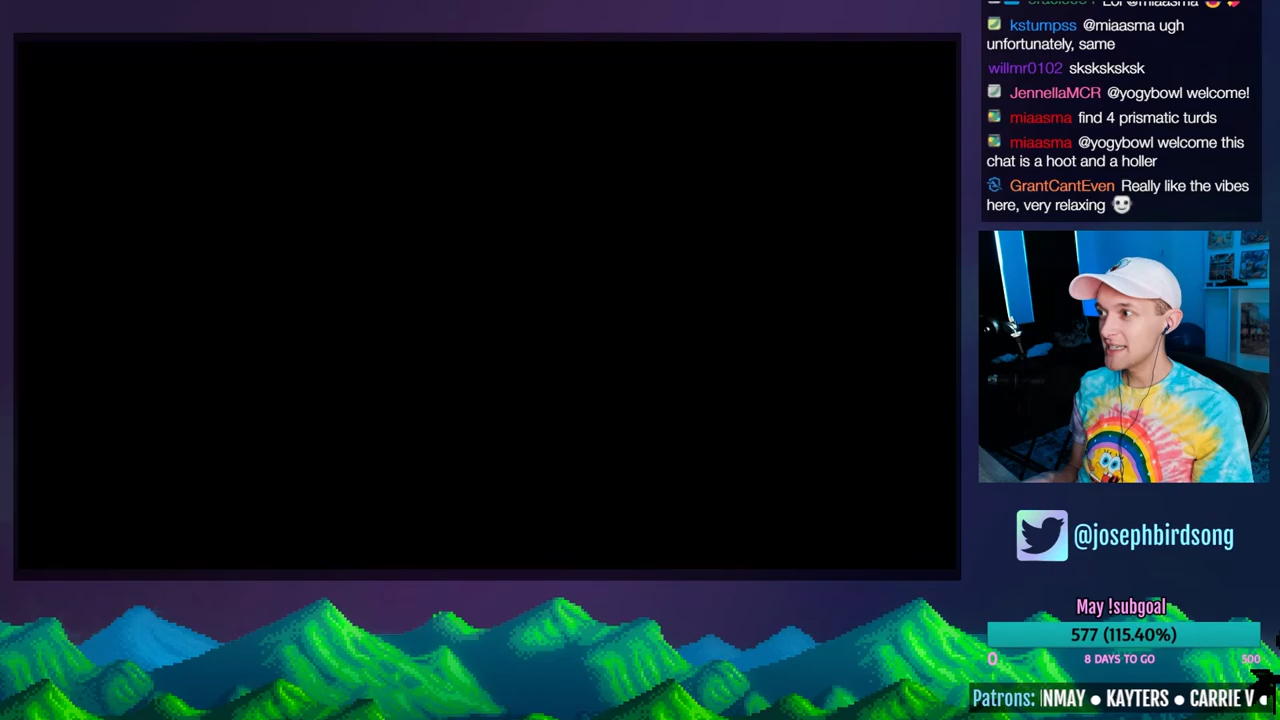 kstumpss @miaasma ugh
unfortunately, same
willmr0102 sksksksksk
JennellaMCR @yogybowl welcome!
miaasma find 4 prismatic turds
miaasma @yogybowl welcome this
chat is a hoot and a holler
GrantCantEven Really like the vibes
here, very relaxing
@josephbirdsong
May !subgoal
577 (115.40%)
0 8 DAYS TO GO 500
Patrons: NMAY ● KAYTERS ● CARRIE V ●